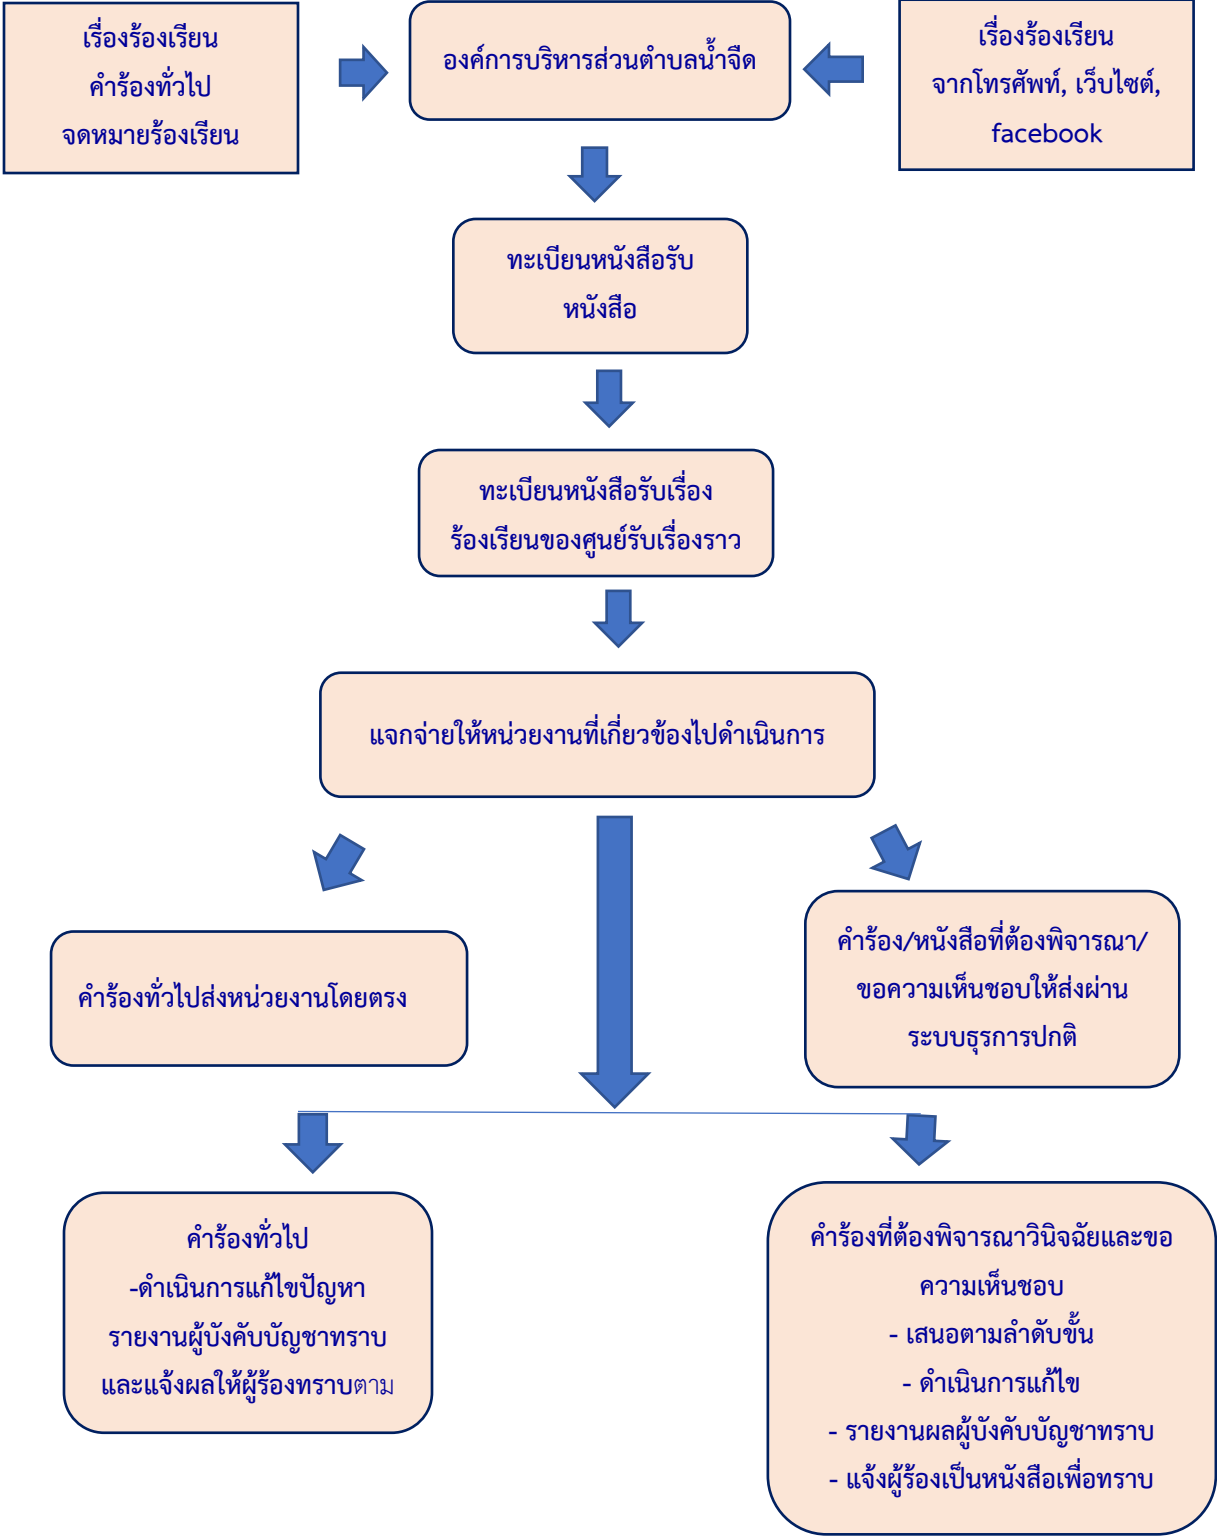 เรื่องร้องเรียน
คำร้องทั่วไป
จดหมายร้องเรียน
องค์การบริหารส่วนตำบลน้ำจืด
เรื่องร้องเรียน
จากโทรศัพท์, เว็บไซต์,
facebook
ทะเบียนหนังสือรับ
หนังสือ
ทะเบียนหนังสือรับเรื่อง
ร้องเรียนของศูนย์รับเรื่องราว
แจกจ่ายให้หน่วยงานที่เกี่ยวข้องไปดำเนินการ
คำร้องทั่วไปส่งหน่วยงานโดยตรง
คำร้อง/หนังสือที่ต้องพิจารณา/
ขอความเห็นชอบให้ส่งผ่าน
ระบบธุรการปกติ
คำร้องทั่วไป
-ดำเนินการแก้ไขปัญหา
รายงานผู้บังคับบัญชาทราบ
และแจ้งผลให้ผู้ร้องทราบตาม
คำร้องที่ต้องพิจารณาวินิจฉัยและขอ
ความเห็นชอบ
- เสนอตามลำดับขั้น
- ดำเนินการแก้ไข
- รายงานผลผู้บังคับบัญชาทราบ
- แจ้งผู้ร้องเป็นหนังสือเพื่อทราบ